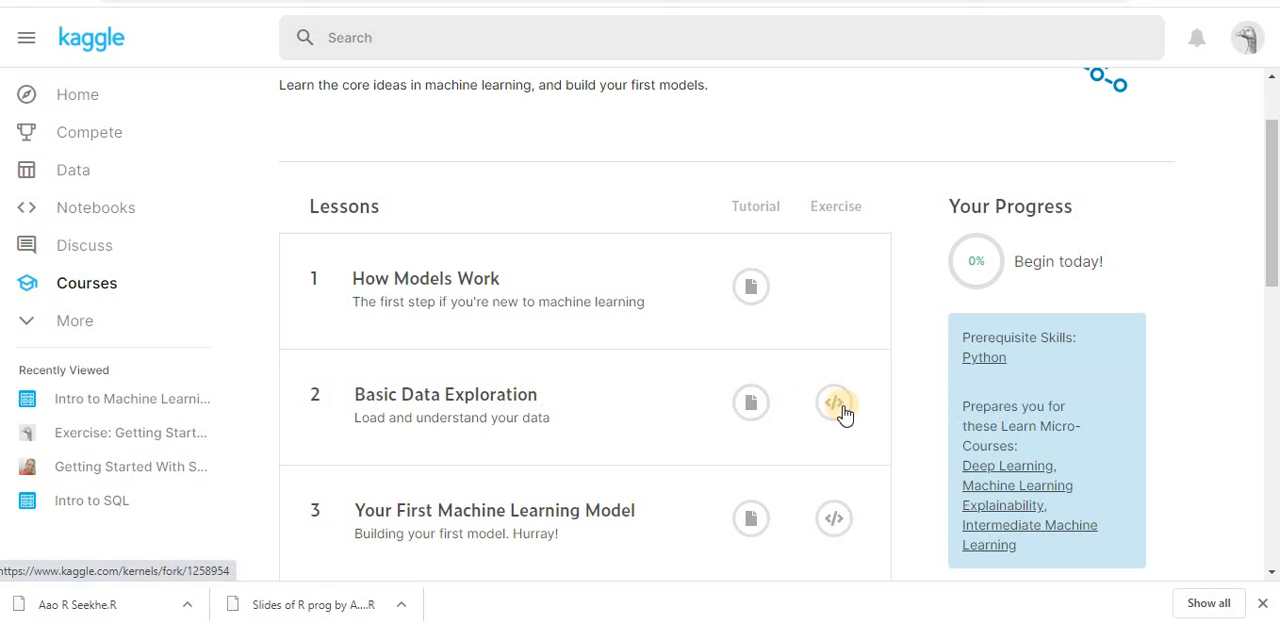 kaggle
Search
Home
Compete
Data
Notebooks
Discuss
Courses
More
Recently Viewed
Intro to Machine Learni...
Exercise: Getting Start...
Getting Started With S...
Intro to SQL
Learn the core ideas in machine learning, and build your first models.
Lessons
Tutorial
Exercise
1
How Models Work
The first step if you're new to machine learning
2
Basic Data Exploration
Load and understand your data
3
Your First Machine Learning Model
Building your first model. Hurray!
Your Progress
0%
Begin today!
Prerequisite Skills:
Python
Prepares you for
these Learn Micro-
Courses:
Deep Learning,
Machine Learning
Explainability,
Intermediate Machine
Learning
https://www.kaggle.com/kernels/fork/1258954
Aao R Seekhe.R
Slides of R prog by A....R
Show all